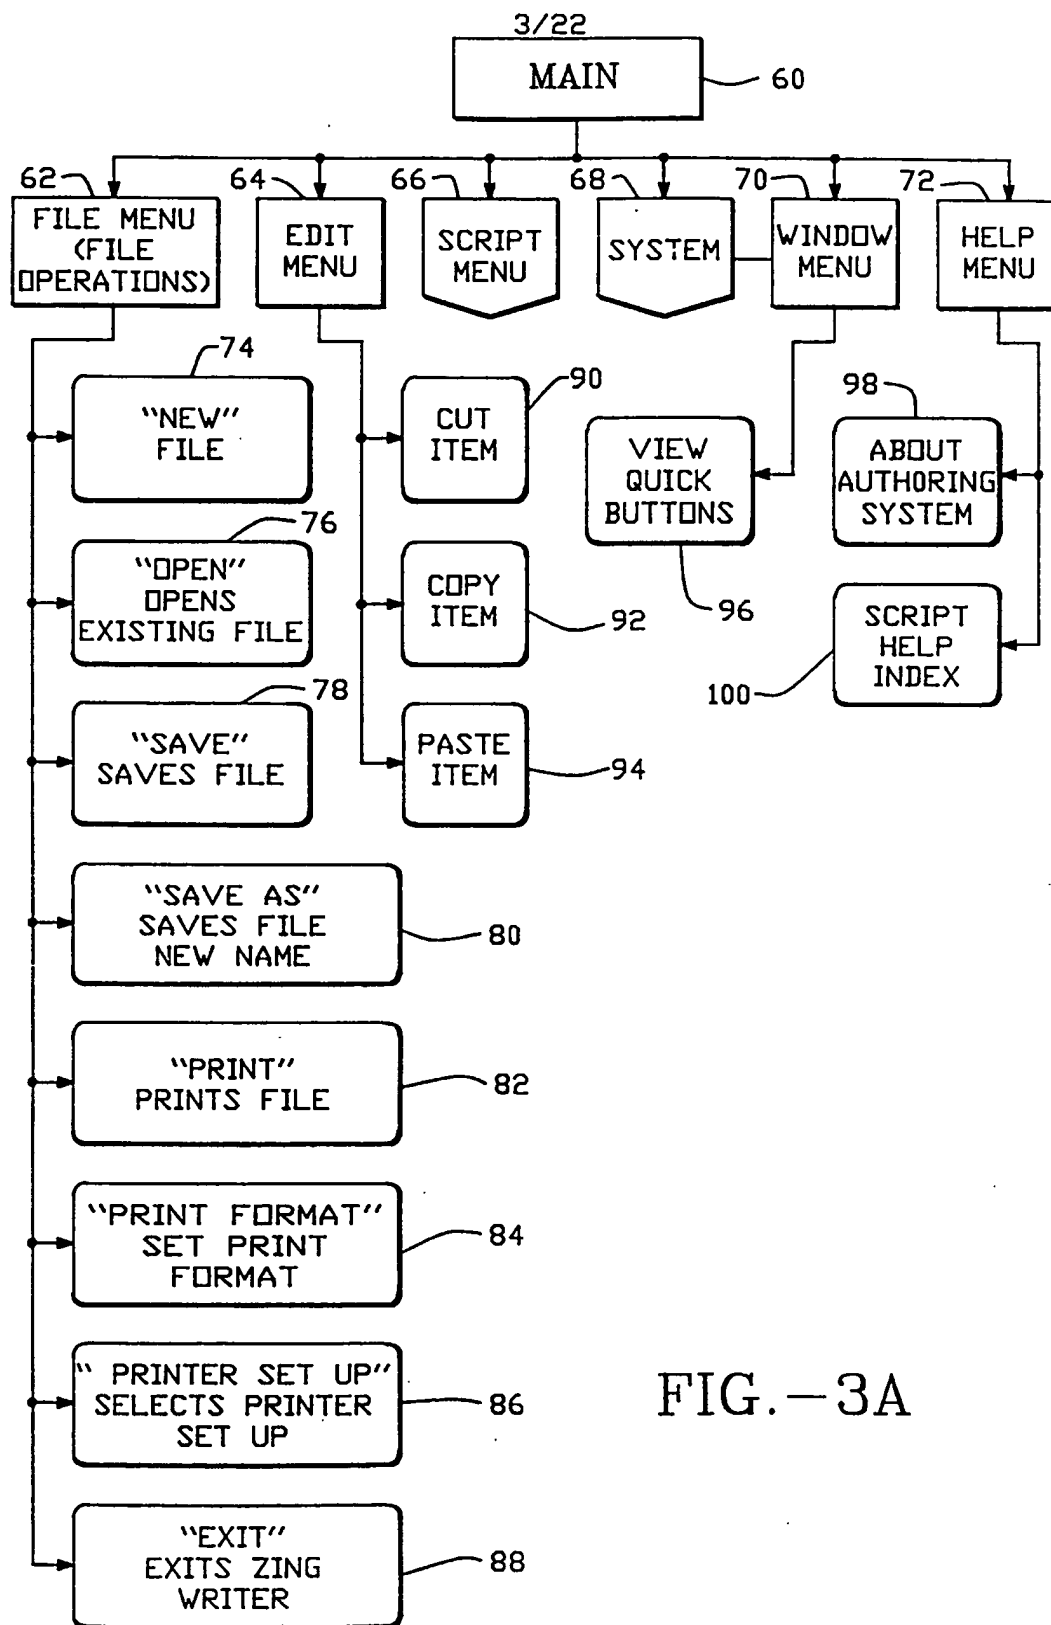 3/22
MAIN
60
62
FILE MENU
(FILE
OPERATIONS)
64
EDIT
MENU
66
SCRIPT
MENU
68
SYSTEM
70
WINDOW
MENU
72
HELP
MENU
74
"NEW"
FILE
76
"OPEN"
OPENS
EXISTING FILE
78
"SAVE"
SAVES FILE
"SAVE AS"
SAVES FILE
NEW NAME
80
"PRINT"
PRINTS FILE
82
"PRINT FORMAT"
SET PRINT
FORMAT
84
" PRINTER SET UP"
SELECTS PRINTER
SET UP
86
"EXIT"
EXITS ZING
WRITER
88
90
CUT
ITEM
COPY
ITEM
92
PASTE
ITEM
94
VIEW
QUICK
BUTTONS
96
98
ABOUT
AUTHORING
SYSTEM
SCRIPT
HELP
INDEX
100
FIG.-3A